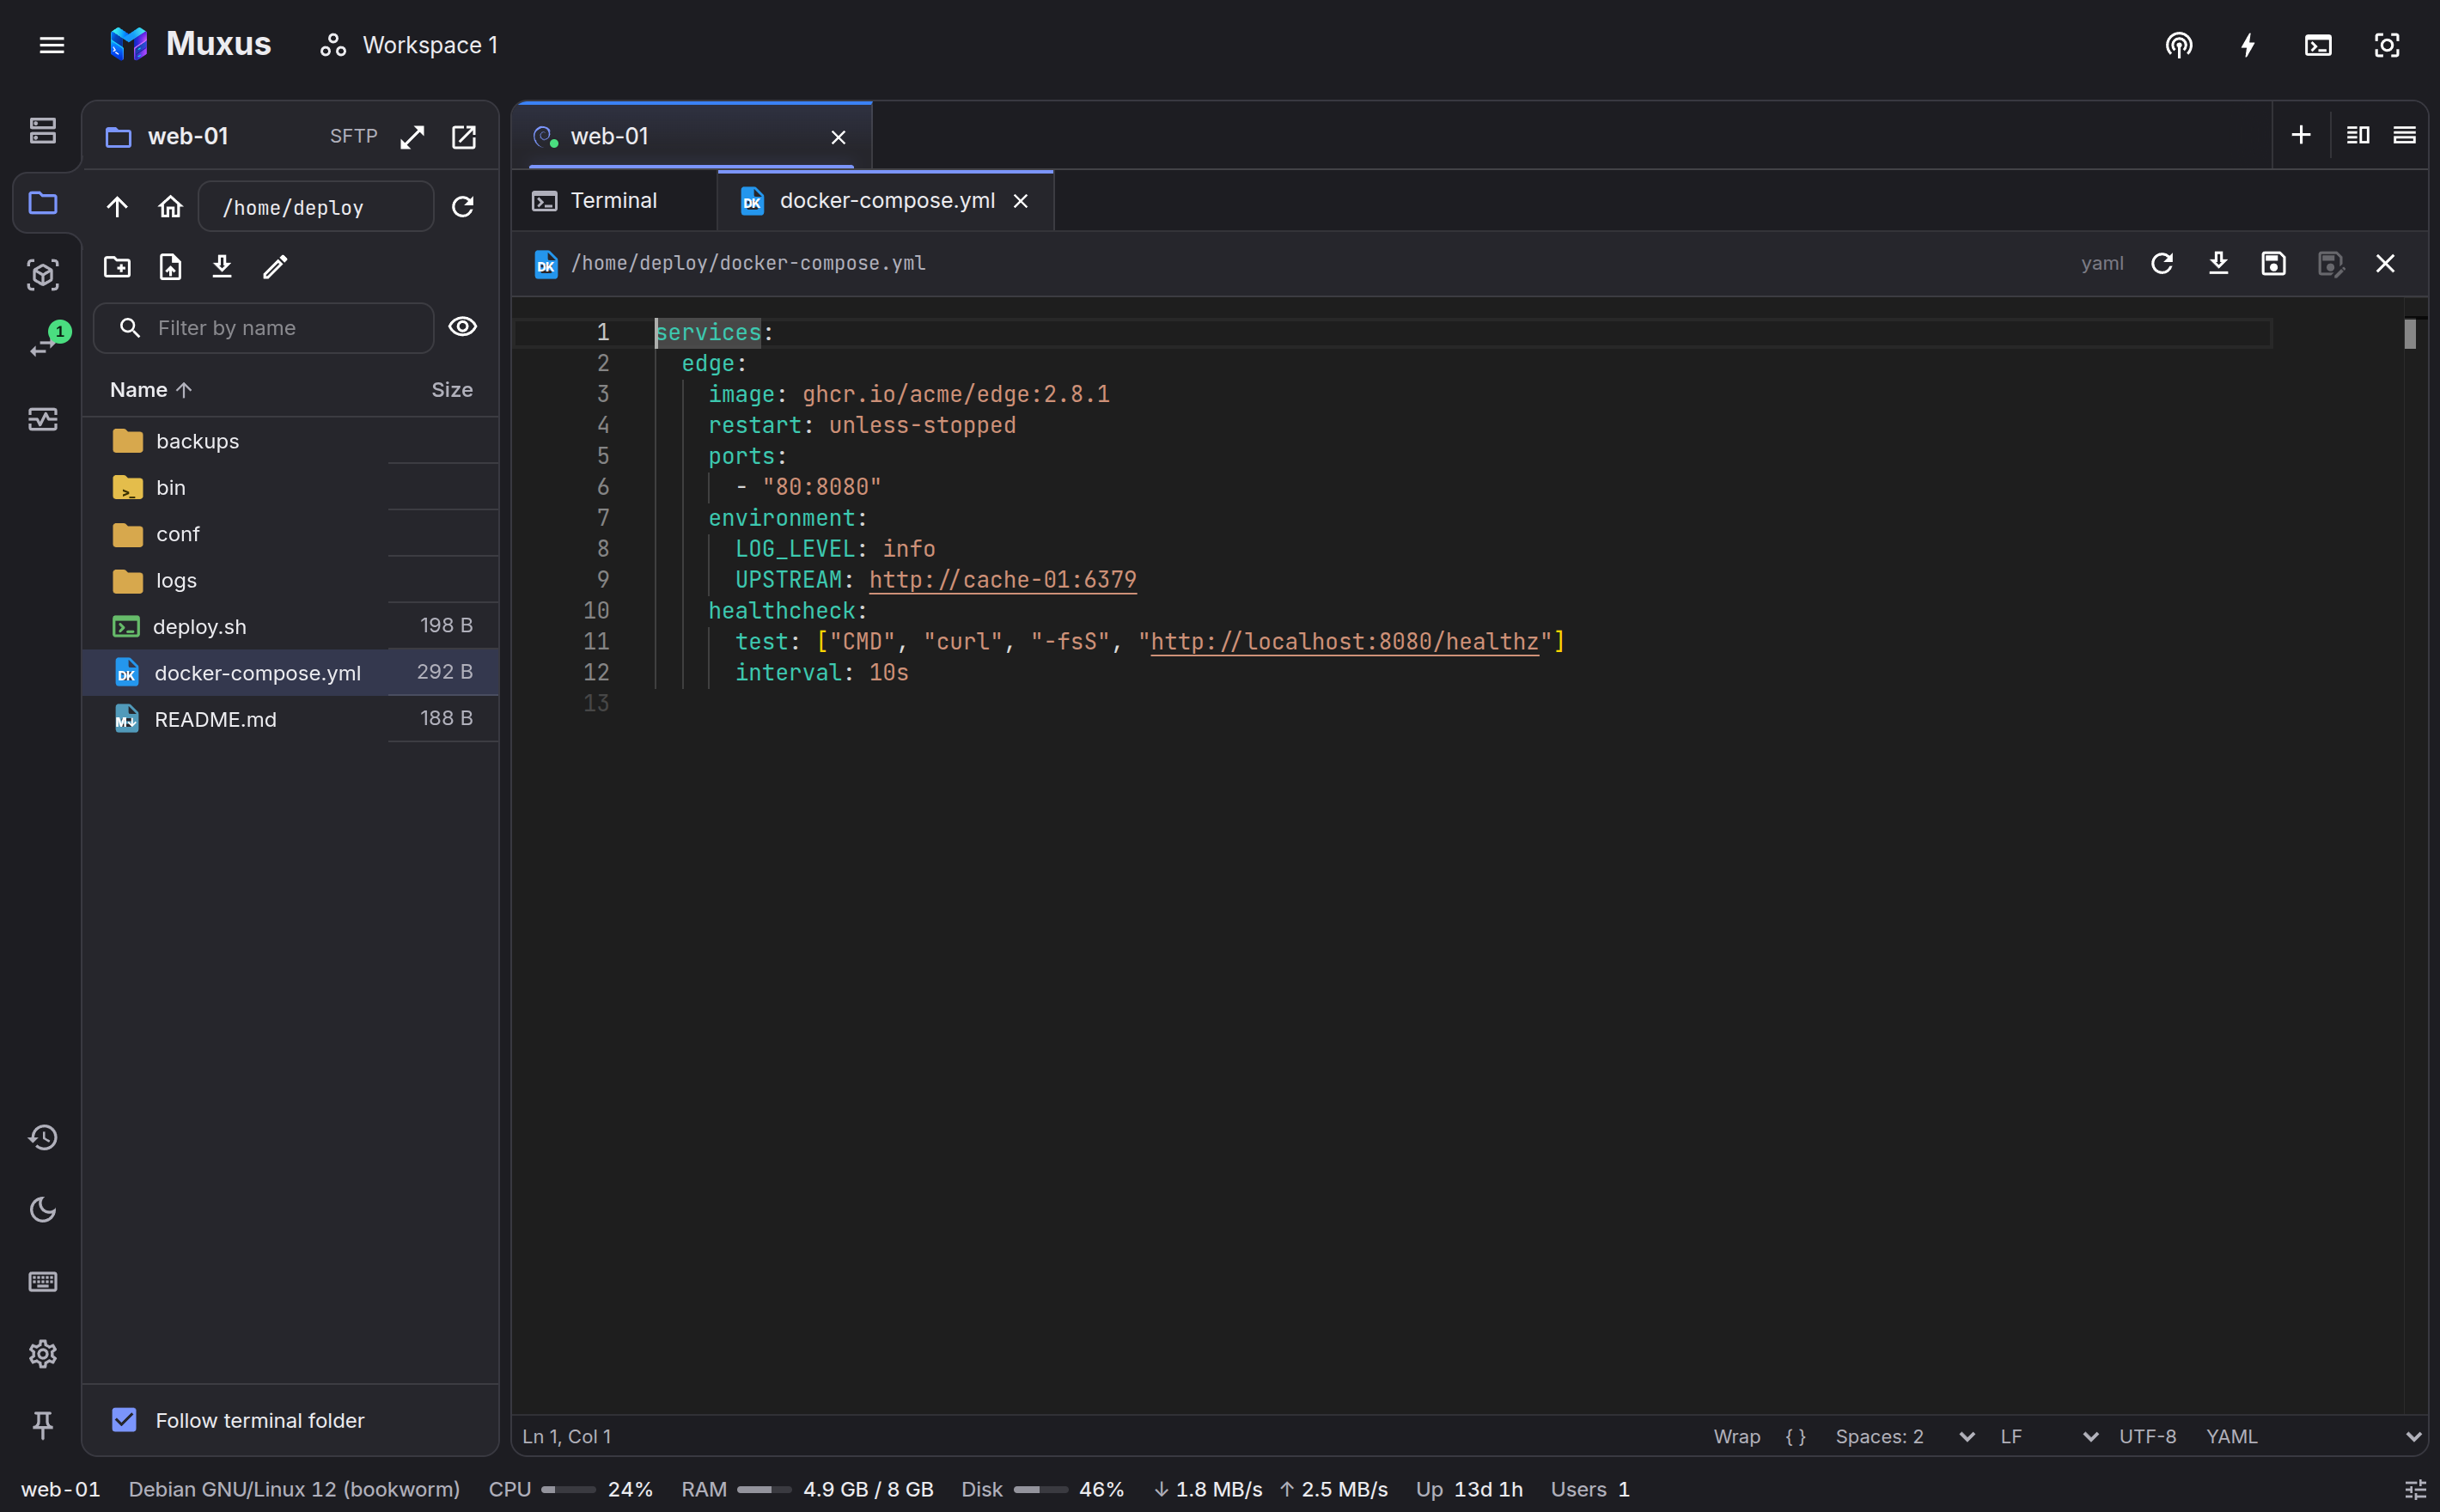 Muxus
Workspace 1
web-01
SFTP
/home/deploy
Filter by name
Name
Size
backups
bin
conf
logs
deploy.sh 198 B
docker-compose.yml 292 B
README.md 188 B
Follow terminal folder
1
web-01
Terminal
docker-compose.yml
/home/deploy/docker-compose.yml
yaml
1 services:
2 edge:
3 image: ghcr.io/acme/edge:2.8.1
4 restart: unless-stopped
5 ports:
6 - "80:8080"
7 environment:
8 LOG_LEVEL: info
9 UPSTREAM: http://cache-01:6379
10 healthcheck:
11 test: ["CMD", "curl", "-fsS", "http://localhost:8080/healthz"]
12 interval: 10s
13
Ln 1, Col 1
Wrap { } Spaces: 2 LF UTF-8 YAML
web-01 Debian GNU/Linux 12 (bookworm) CPU 24% RAM 4.9 GB / 8 GB Disk 46% ↓ 1.8 MB/s ↑ 2.5 MB/s Up 13d 1h Users 1